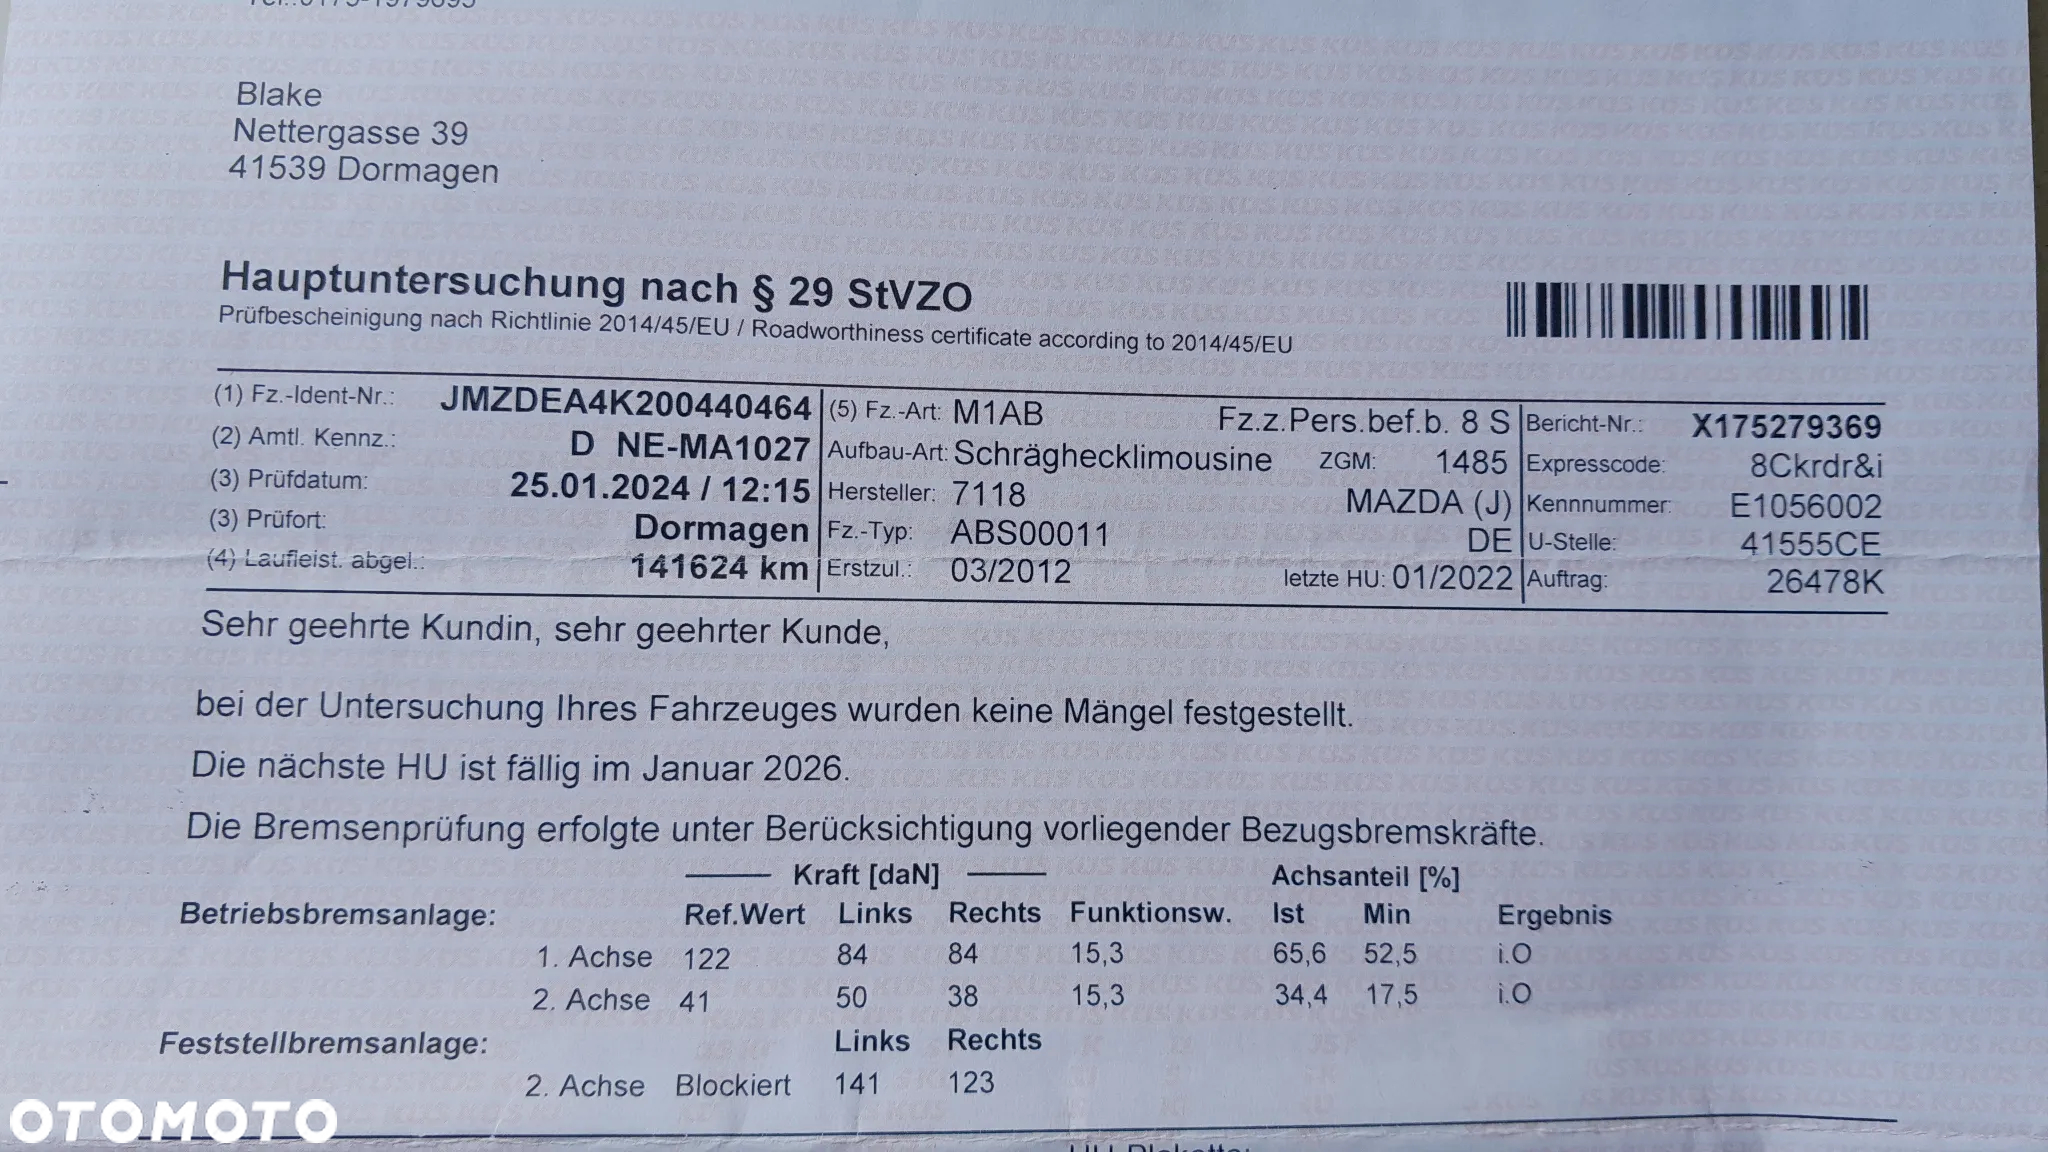 Blake
Nettergasse 39
41539 Dormagen
Hauptuntersuchung nach § 29 StVZO
Prüfbescheinigung nach Richtlinie 2014/45/EU / Roadworthiness certificate according to 2014/45/EU
(1) Fz.-Ident-Nr.: JMZDEA4K200440464 (5) Fz.-Art: M1AB Fz.z.Pers.bef.b. 8 S Bericht-Nr.: X175279369
(2) Amtl. Kennz.: D NE-MA1027 Aufbau-Art: Schräghecklimousine ZGM: 1485 Expresscode: 8Ckrdr&i
(3) Prüfdatum: 25.01.2024 / 12:15 Hersteller: 7118 MAZDA (J) Kennnummer: E1056002
(3) Prüfort: Dormagen Fz.-Typ: ABS00011 DE U-Stelle: 41555CE
(4) Laufleist. abgel.: 141624 km Erstzul.: 03/2012 letzte HU: 01/2022 Auftrag: 26478K
Sehr geehrte Kundin, sehr geehrter Kunde,
bei der Untersuchung Ihres Fahrzeuges wurden keine Mängel festgestellt.
Die nächste HU ist fällig im Januar 2026.
Die Bremsenprüfung erfolgte unter Berücksichtigung vorliegender Bezugsbremskräfte.
Kraft [daN] Achsanteil [%]
Betriebsbremsanlage: Ref.Wert Links Rechts Funktionsw. Ist Min Ergebnis
1. Achse 122 84 84 15,3 65,6 52,5 i.O
2. Achse 41 50 38 15,3 34,4 17,5 i.O
Feststellbremsanlage: Links Rechts
2. Achse Blockiert 141 123
OTOMOTO